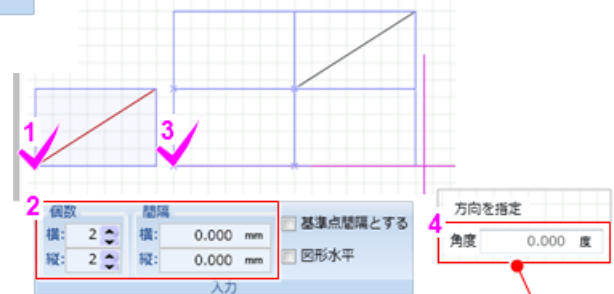 1
3
2
個数
間隔
横: 2
横: 0.000 mm
縦: 2
縦: 0.000 mm
基準点間隔とする
図形水平
入力
4
方向を指定
角度 0.000 度